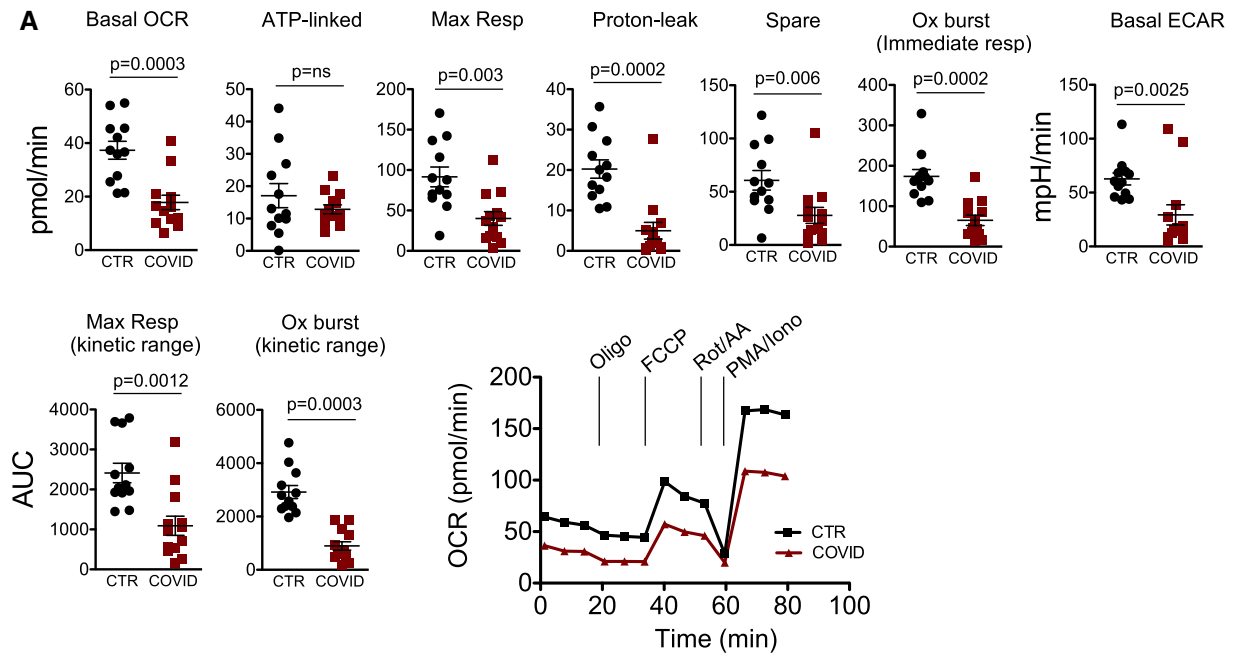 A
Basal OCR
ATP-linked
Max Resp
Proton-leak
Spare
Ox burst
(Immediate resp)
Basal ECAR
p=0.0003
p=ns
p=0.003
p=0.0002
p=0.006
p=0.0002
p=0.0025
pmol/min
60
40
20
0
CTR
COVID
50
40
30
20
10
0
CTR
COVID
200
150
100
50
0
CTR
COVID
40
30
20
10
0
CTR
COVID
150
100
50
0
CTR
COVID
400
300
200
100
0
CTR
COVID
mpH/min
150
100
50
0
CTR
COVID
Max Resp
(kinetic range)
p=0.0012
AUC
4000
3000
2000
1000
0
CTR
COVID
Ox burst
(kinetic range)
p=0.0003
6000
4000
2000
0
CTR
COVID
Oligo
FCCP
Rot/AA
PMA/Iono
OCR (pmol/min)
200
150
100
50
0
0
20
40
60
80
100
Time (min)
CTR
COVID